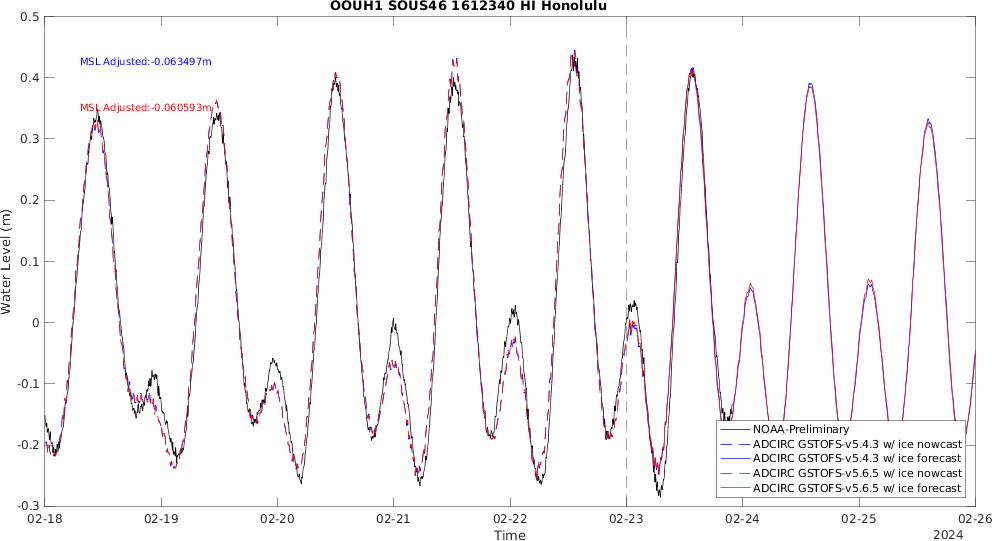 OOUH1 SOUS46 1612340 HI Honolulu
0.5
MSL Adjusted:-0.063497m
0.4
MSL Adjusted:-0.060593m
0.3
0.2
0.1
0
-0.1
-0.2
-0.3
Water Level (m)
NOAA-Preliminary
ADCIRC GSTOFS-v5.4.3 w/ ice nowcast
ADCIRC GSTOFS-v5.4.3 w/ ice forecast
ADCIRC GSTOFS-v5.6.5 w/ ice nowcast
ADCIRC GSTOFS-v5.6.5 w/ ice forecast
02-18 02-19 02-20 02-21 02-22 02-23 02-24 02-25 02-26
Time
2024